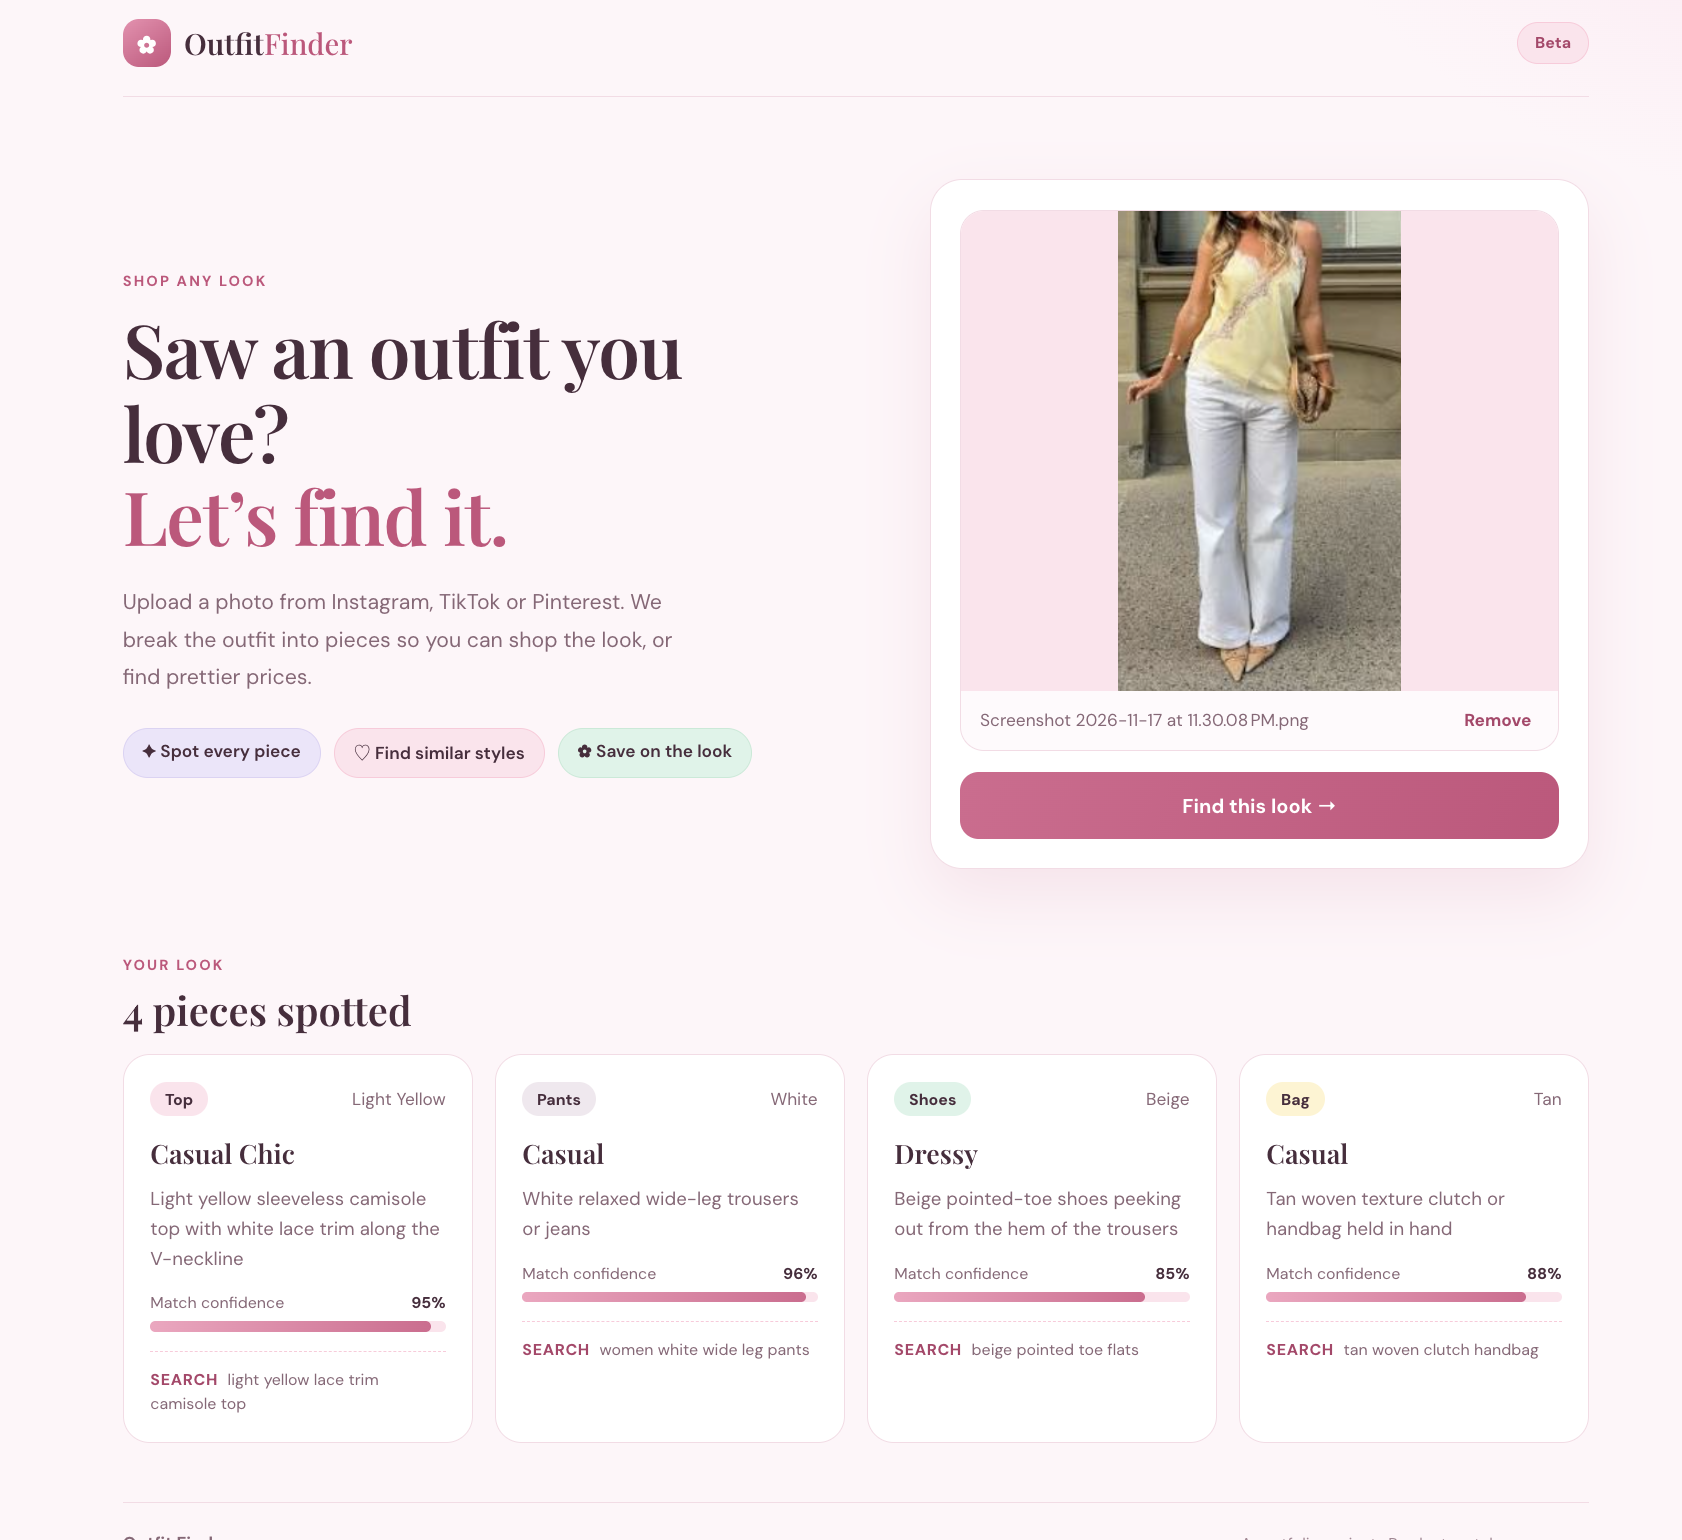 OutfitFinder
Beta
SHOP ANY LOOK
Saw an outfit you
love?
Let’s find it.
Upload a photo from Instagram, TikTok or Pinterest. We
break the outfit into pieces so you can shop the look, or
find prettier prices.
✦ Spot every piece
♡ Find similar styles
✿ Save on the look
Screenshot 2026-11-17 at 11.30.08 PM.png
Remove
Find this look →
YOUR LOOK
4 pieces spotted
Top
Light Yellow
Casual Chic
Light yellow sleeveless camisole
top with white lace trim along the
V-neckline
Match confidence
95%
SEARCH light yellow lace trim
camisole top
Pants
White
Casual
White relaxed wide-leg trousers
or jeans
Match confidence
96%
SEARCH women white wide leg pants
Shoes
Beige
Dressy
Beige pointed-toe shoes peeking
out from the hem of the trousers
Match confidence
85%
SEARCH beige pointed toe flats
Bag
Tan
Casual
Tan woven texture clutch or
handbag held in hand
Match confidence
88%
SEARCH tan woven clutch handbag